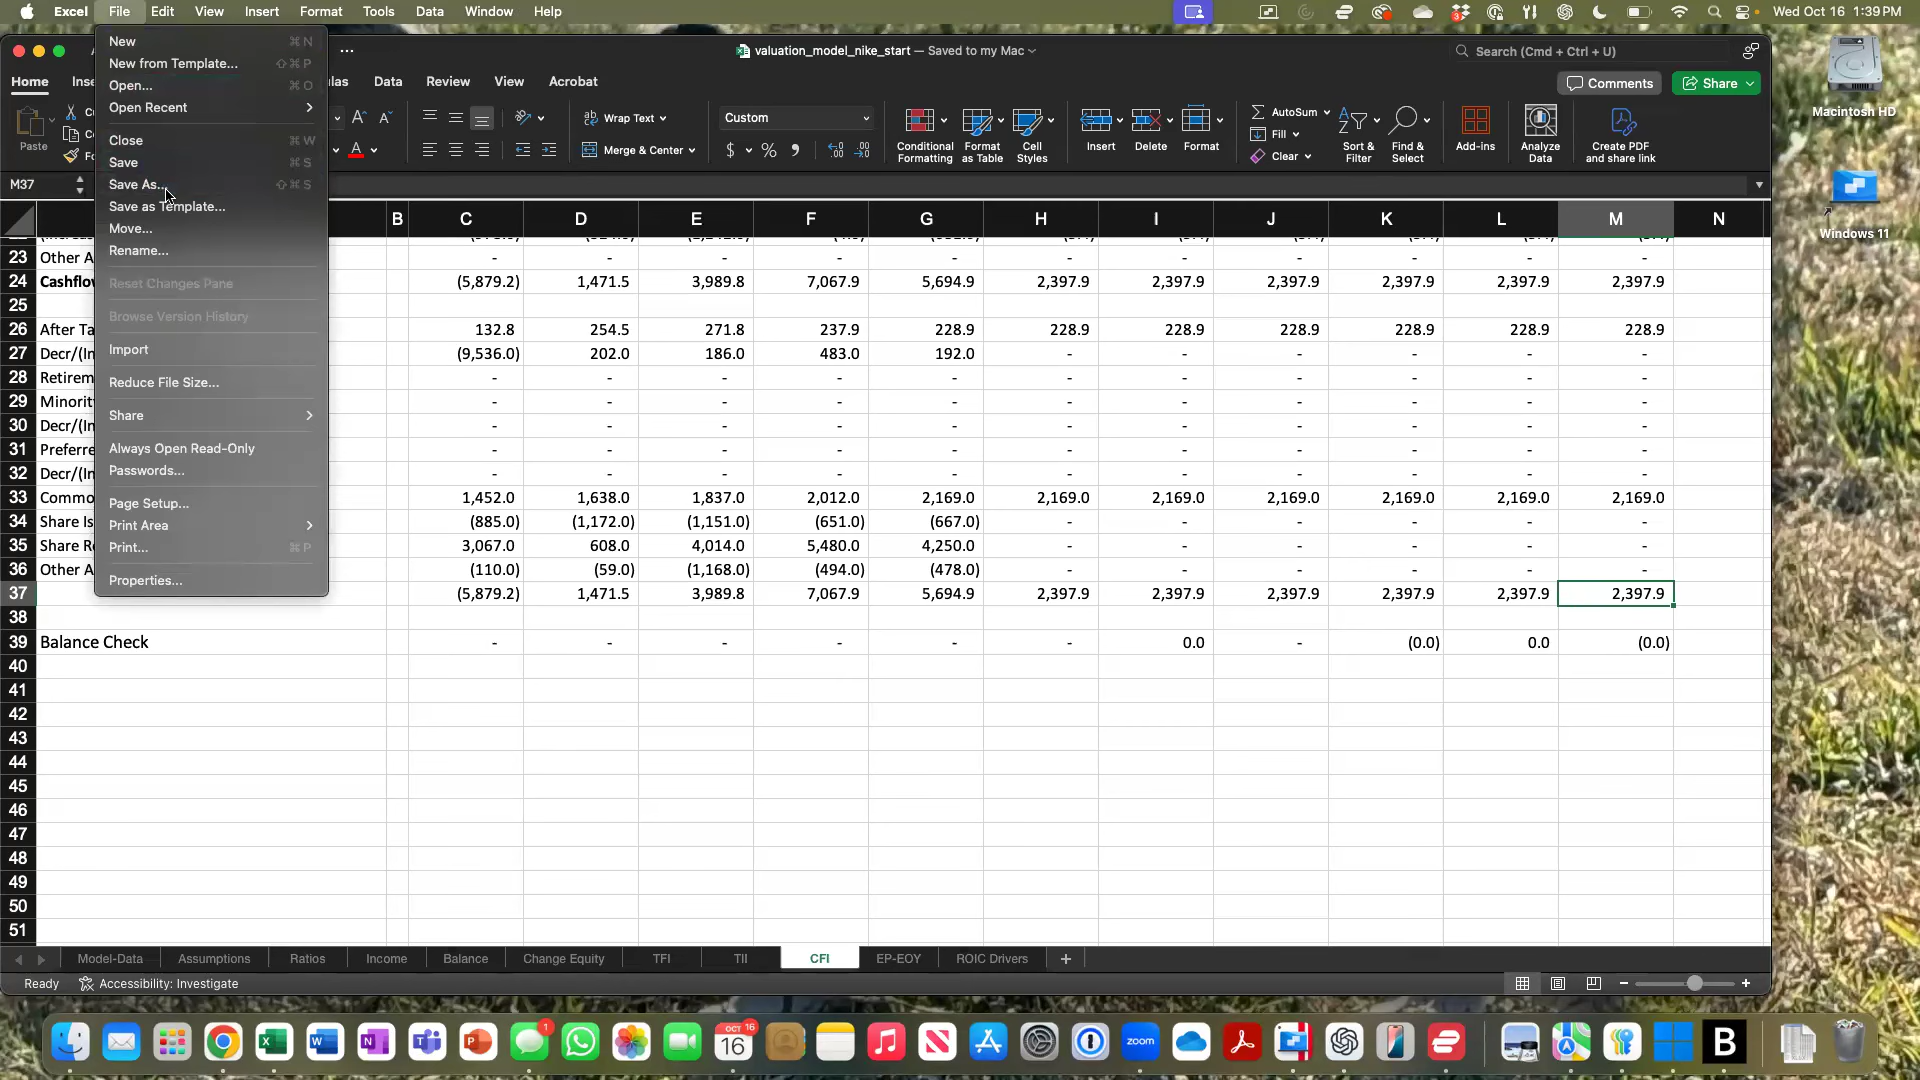 Excel File Edit View Insert Format Tools Data Window Help Wed Oct 16 1:39 PM
New ⌘ N
New from Template... ⇧⌘ P
Open... ⌘ O
Open Recent
Close ⌘ W
Save ⌘ S
Save As... ⇧⌘ S
Save as Template...
Move...
Rename...
Reset Changes Pane
Browse Version History
Import
Reduce File Size...
Share
Always Open Read-Only
Passwords...
Page Setup...
Print Area
Print... ⌘ P
Properties...
valuation_model_nike_start — Saved to my Mac
Search (Cmd + Ctrl + U)
Home Data Review View Acrobat
Comments Share
Paste
Wrap Text
Merge & Center
Custom
Conditional Formatting
Format as Table
Cell Styles
Insert Delete Format
AutoSum
Fill
Clear
Sort & Filter
Find & Select
Add-ins
Analyze Data
Create PDF and share link
M37
B C D E F G H I J K L M N
23 Other A - - - - - - - - - - -
24 Cashflow (5,879.2) 1,471.5 3,989.8 7,067.9 5,694.9 2,397.9 2,397.9 2,397.9 2,397.9 2,397.9 2,397.9
25
26 After Ta 132.8 254.5 271.8 237.9 228.9 228.9 228.9 228.9 228.9 228.9 228.9
27 Decr/(In (9,536.0) 202.0 186.0 483.0 192.0 - - - - - -
28 Retirem - - - - - - - - - - -
29 Minorit - - - - - - - - - - -
30 Decr/(In - - - - - - - - - - -
31 Preferre - - - - - - - - - - -
32 Decr/(In - - - - - - - - - - -
33 Commo 1,452.0 1,638.0 1,837.0 2,012.0 2,169.0 2,169.0 2,169.0 2,169.0 2,169.0 2,169.0 2,169.0
34 Share Is (885.0) (1,172.0) (1,151.0) (651.0) (667.0) - - - - - -
35 Share Re 3,067.0 608.0 4,014.0 5,480.0 4,250.0 - - - - - -
36 Other A (110.0) (59.0) (1,168.0) (494.0) (478.0) - - - - - -
37 (5,879.2) 1,471.5 3,989.8 7,067.9 5,694.9 2,397.9 2,397.9 2,397.9 2,397.9 2,397.9 2,397.9
38
39 Balance Check - - - - - - 0.0 - (0.0) 0.0 (0.0)
40
41
42
43
44
45
46
47
48
49
50
51
Model-Data Assumptions Ratios Income Balance Change Equity TFI TII CFI EP-EOY ROIC Drivers
Ready Accessibility: Investigate
Macintosh HD
Windows 11
1
OCT 16
16
zoom
B